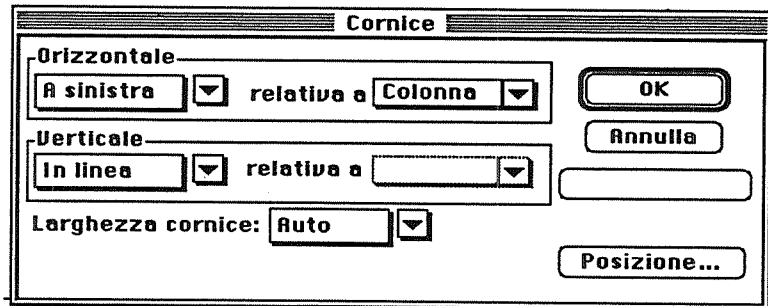 Cornice
Orizzontale
A sinistra relativa a Colonna
OK
Verticale
In linea relativa a
Annulla
Larghezza cornice: Auto
Posizione...